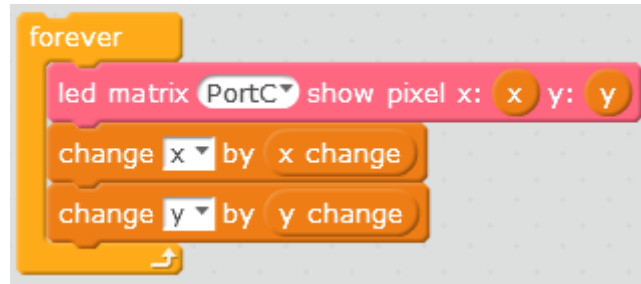 forever
led matrix PortC show pixel x: x y: y
change x by x change
change y by y change